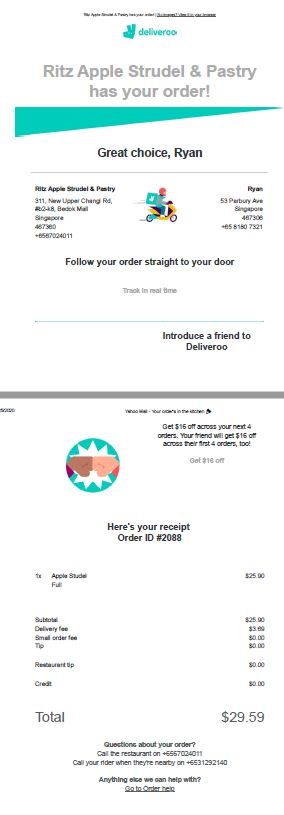 Ritz Apple Strudel & Pastry has your order! | No images? View it in your browser
deliveroo
Ritz Apple Strudel & Pastry
has your order!
Great choice, Ryan
Ritz Apple Strudel & Pastry
311, New Upper Changi Rd,
#b2-k8, Bedok Mall
Singapore
467360
+6567024011
Ryan
53 Parbury Ave
Singapore
467306
+65 8180 7321
Follow your order straight to your door
Track in real time
Introduce a friend to
Deliveroo
5/2020
Yahoo Mail - Your order's in the kitchen
Get $16 off across your next 4
orders. Your friend will get $16 off
across their first 4 orders, too!
Get $16 off
Here's your receipt
Order ID #2088
1x Apple Studel $25.90
Full
Subtotal $25.90
Delivery fee $3.69
Small order fee $0.00
Tip $0.00
Restaurant tip $0.00
Credit $0.00
Total $29.59
Questions about your order?
Call the restaurant on +6567024011
Call your rider when they're nearby on +6531292140
Anything else we can help with?
Go to Order help